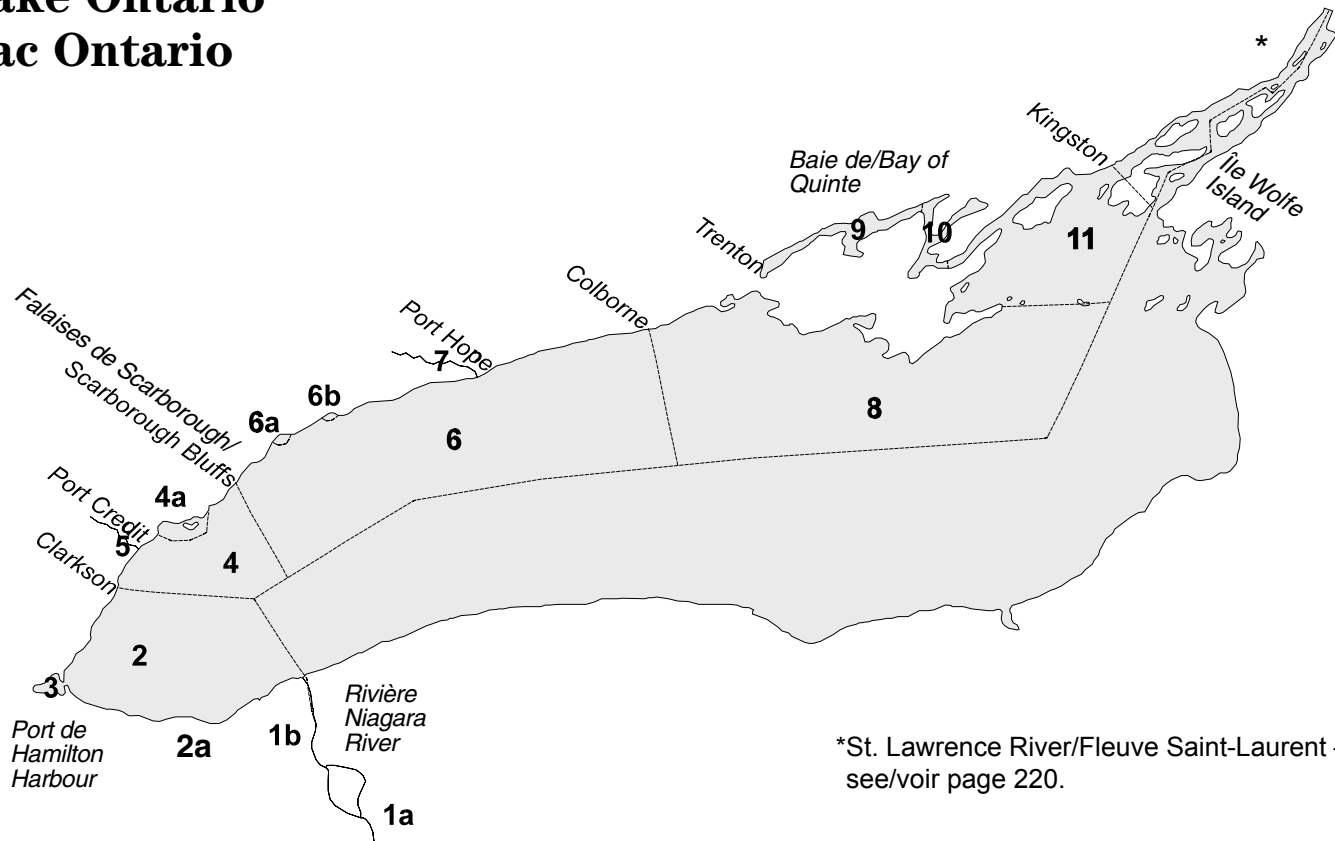 ake Ontario
ac Ontario
*
Kingston
Île Wolfe
Island
Baie de/Bay of
Quinte
Trenton
9
10
11
Colborne
Port Hope
7
Falaises de Scarborough/
Scarborough Bluffs
6b
6a
6
8
Port Credit
4a
5
4
Clarkson
2
3
Port de
Hamilton
Harbour
2a
1b
Rivière
Niagara
River
1a
*St. Lawrence River/Fleuve Saint-Laurent -
see/voir page 220.